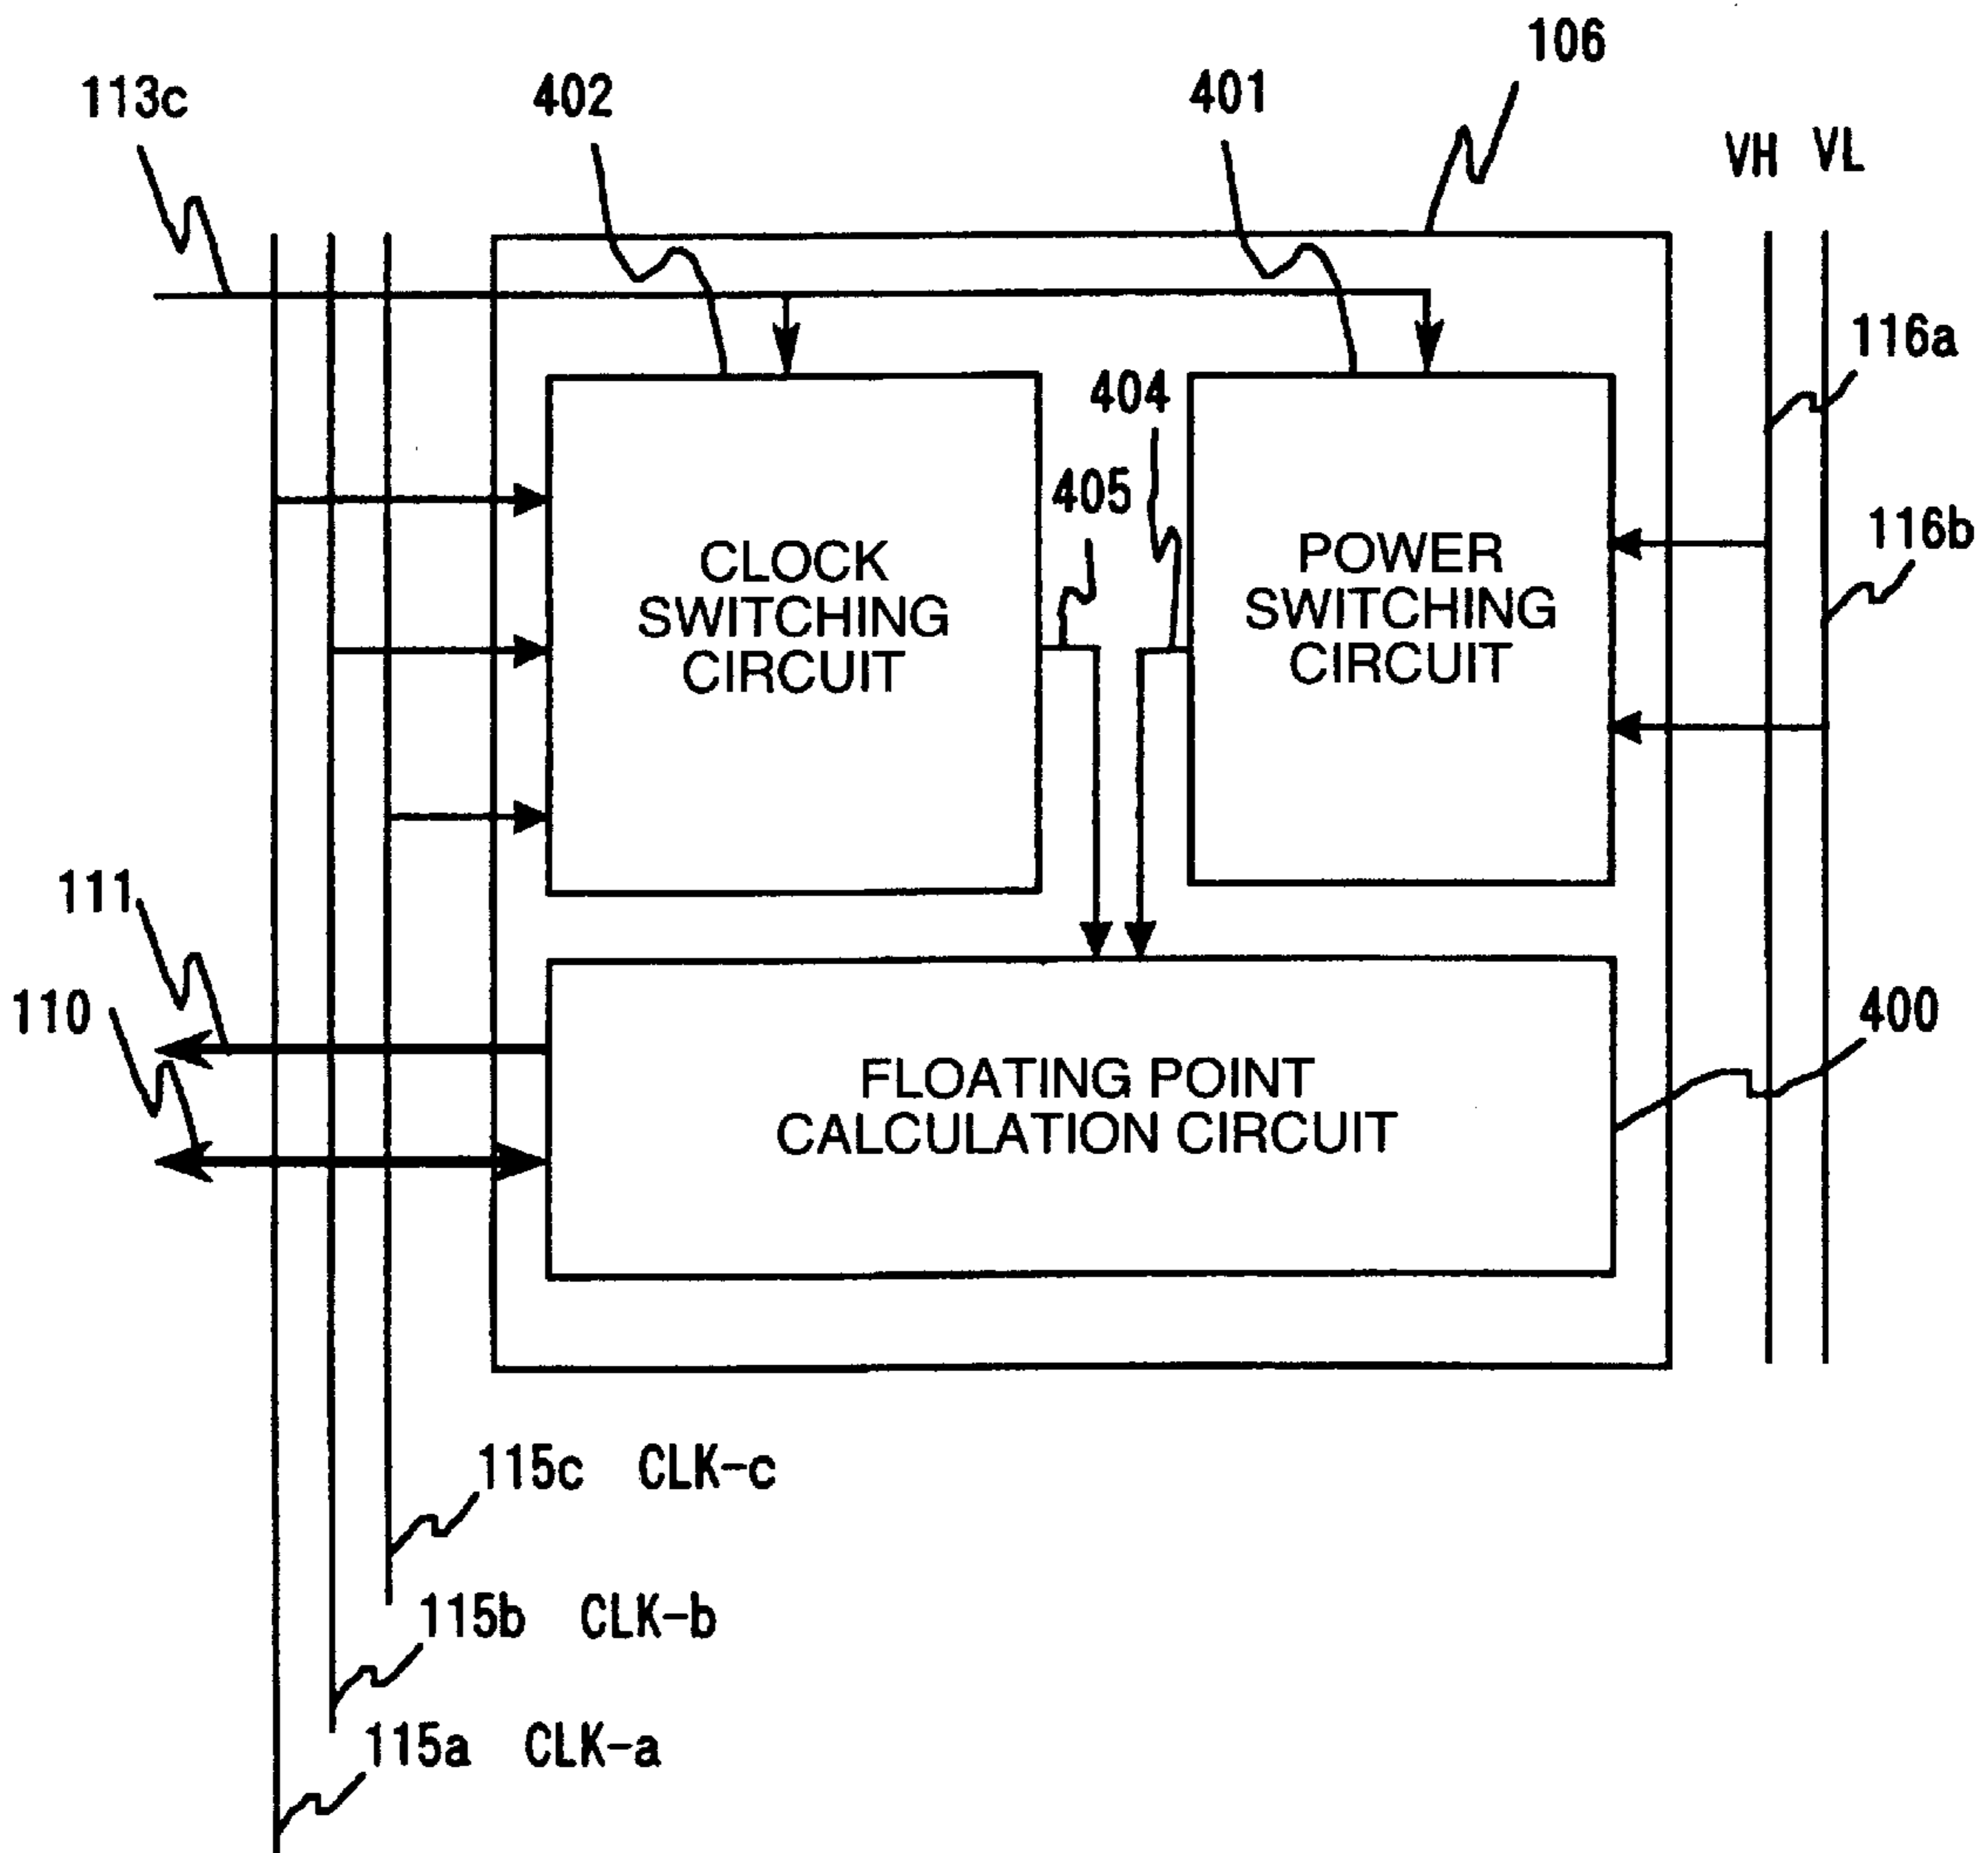 106
113c
402
401
VH VL
116a
404
405
116b
CLOCK
SWITCHING
CIRCUIT
POWER
SWITCHING
CIRCUIT
111
110
400
FLOATING POINT
CALCULATION CIRCUIT
115c CLK-c
115b CLK-b
115a CLK-a